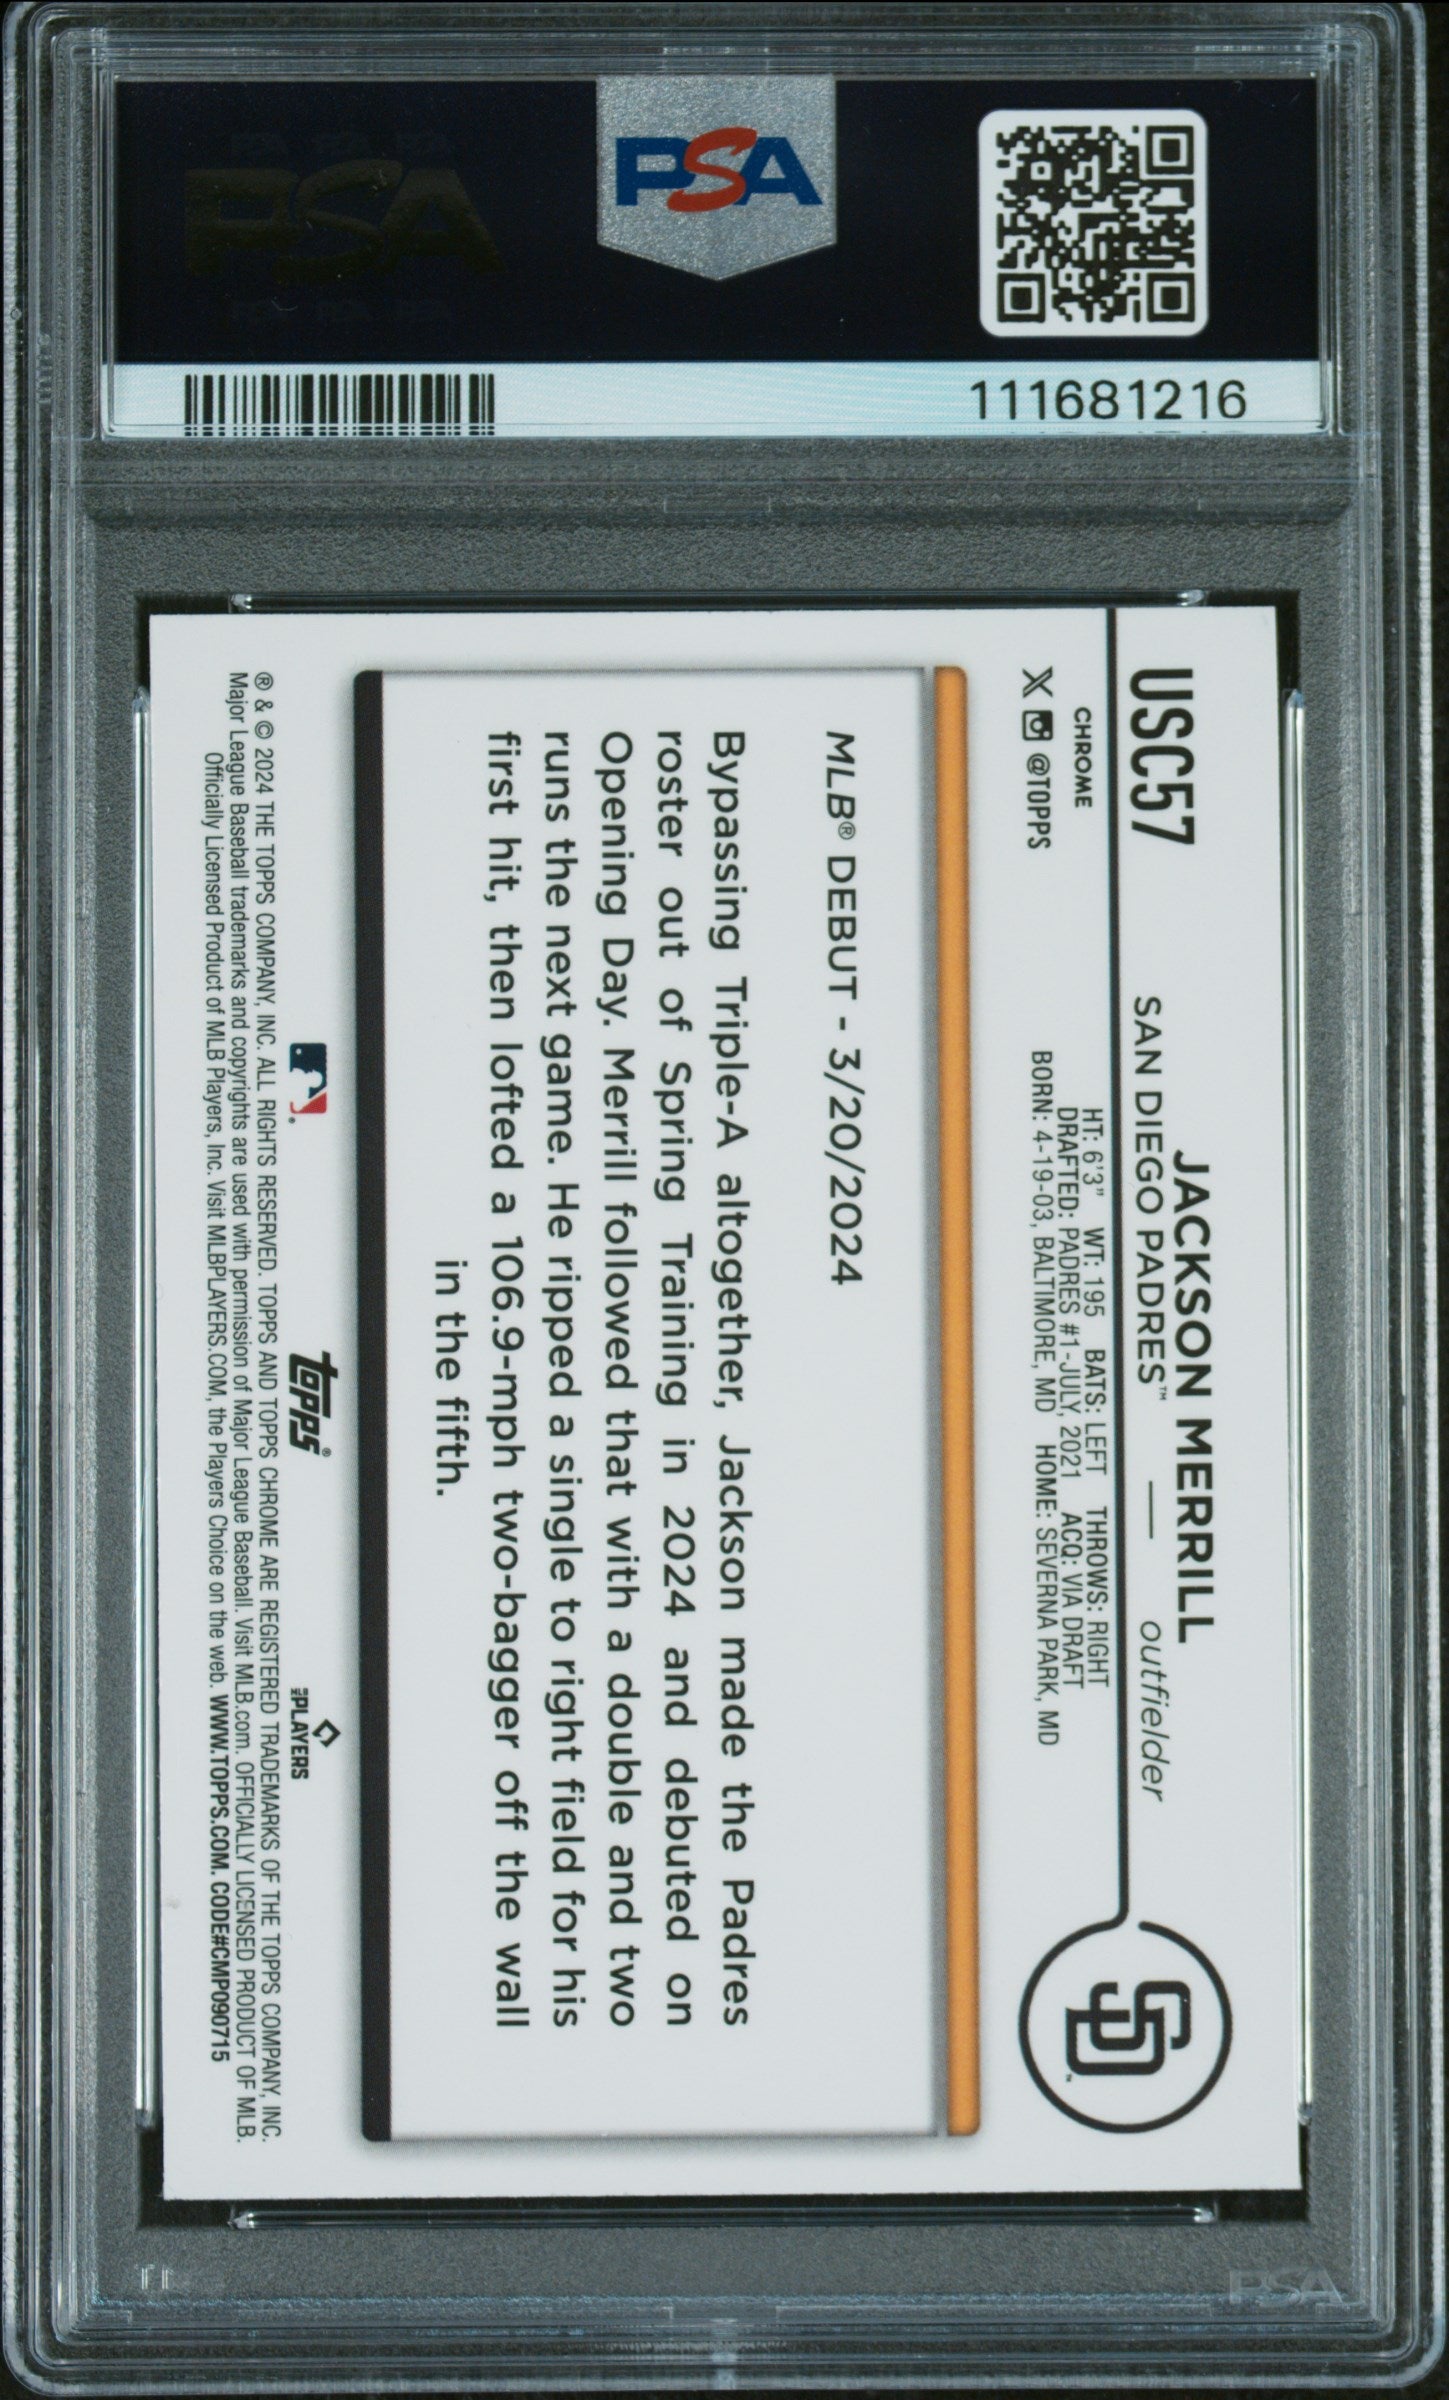 PSA
PSA
111681216
USC57
JACKSON MERRILL
SAN DIEGO PADRES™ — outfielder
CHROME
HT: 6'3" WT: 195 BATS: LEFT THROWS: RIGHT
DRAFTED: PADRES #1-JULY, 2021 ACQ: VIA DRAFT
X @TOPPS
BORN: 4-19-03, BALTIMORE, MD HOME: SEVERNA PARK, MD
SD™
MLB® DEBUT - 3/20/2024
Bypassing Triple-A altogether, Jackson made the Padres
roster out of Spring Training in 2024 and debuted on
Opening Day. Merrill followed that with a double and two
runs the next game. He ripped a single to right field for his
first hit, then lofted a 106.9-mph two-bagger off the wall
in the fifth.
topps®
MLB PLAYERS
® & © 2024 THE TOPPS COMPANY, INC. ALL RIGHTS RESERVED. TOPPS AND TOPPS CHROME ARE REGISTERED TRADEMARKS OF THE TOPPS COMPANY, INC.
Major League Baseball trademarks and copyrights are used with permission of Major League Baseball. Visit MLB.com. OFFICIALLY LICENSED PRODUCT OF MLB.
Officially Licensed Product of MLB Players, Inc. Visit MLBPLAYERS.COM, the Players Choice on the web. WWW.TOPPS.COM. CODE#CMP090715
PSA